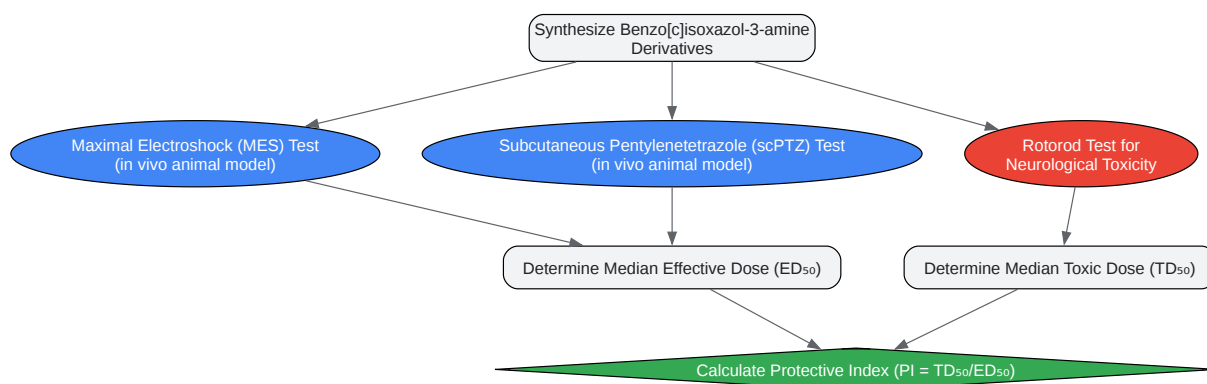 Synthesize Benzo[c]isoxazol-3-amine
Derivatives
Maximal Electroshock (MES) Test
(in vivo animal model)
Subcutaneous Pentylenetetrazole (scPTZ) Test
(in vivo animal model)
Rotorod Test for
Neurological Toxicity
Determine Median Effective Dose (ED₅₀)
Determine Median Toxic Dose (TD₅₀)
Calculate Protective Index (PI = TD₅₀/ED₅₀)